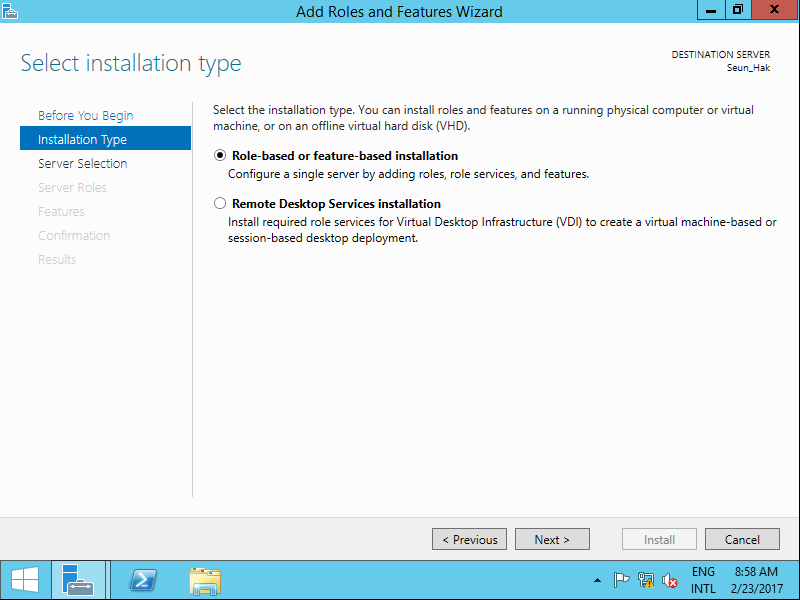 Add Roles and Features Wizard
Select installation type
DESTINATION SERVER
Seun_Hak
Before You Begin
Installation Type
Server Selection
Server Roles
Features
Confirmation
Results
Select the installation type. You can install roles and features on a running physical computer or virtual
machine, or on an offline virtual hard disk (VHD).
Role-based or feature-based installation
Configure a single server by adding roles, role services, and features.
Remote Desktop Services installation
Install required role services for Virtual Desktop Infrastructure (VDI) to create a virtual machine-based or
session-based desktop deployment.
< Previous
Next >
Install
Cancel
ENG
INTL
8:58 AM
2/23/2017